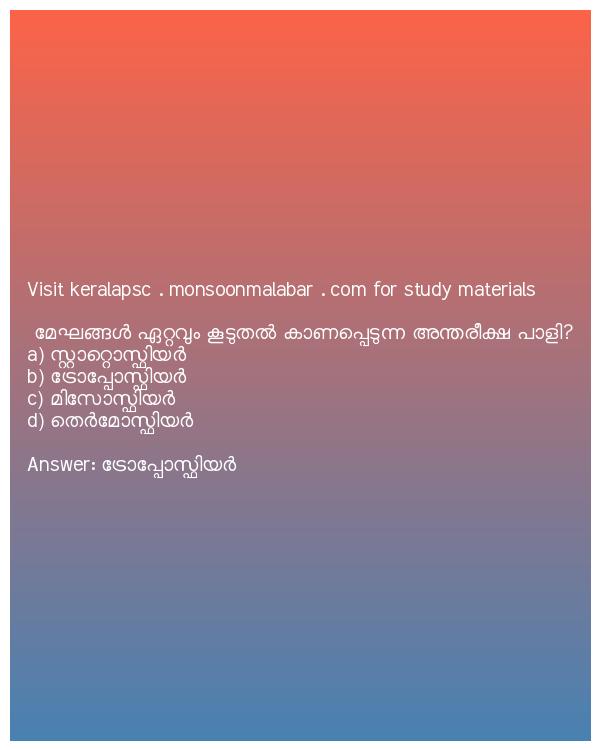 Visit keralapsc . monsoonmalabar . com for study materials
മേഘങ്ങൾ ഏറ്റവും കൂടുതൽ കാണപ്പെടുന്ന അന്തരീക്ഷ പാളി?
a) സ്റ്റാറ്റൊസ്ഫിയർ
b) ട്രോപ്പോസ്ഫിയർ
c) മിസോസ്ഫിയർ
d) തെർമോസ്ഫിയർ
Answer: ട്രോപ്പോസ്ഫിയർ